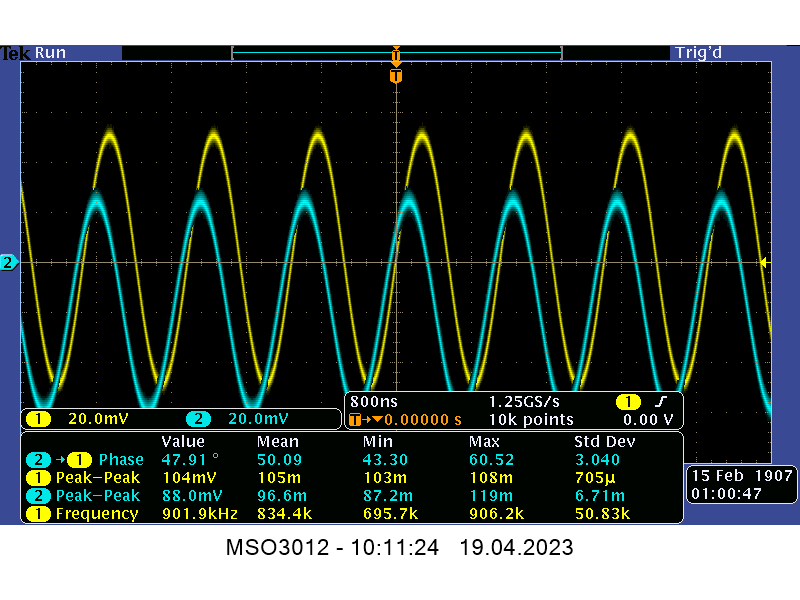 Tek Run Trig'd
T
T
2
800ns 1.25GS/s 1
T→▼0.00000 s 10k points 0.00 V
1 20.0mV 2 20.0mV
Value Mean Min Max Std Dev
2 →1 Phase 47.91 ° 50.09 43.30 60.52 3.040
1 Peak–Peak 104mV 105m 103m 108m 705µ
2 Peak–Peak 88.0mV 96.6m 87.2m 119m 6.71m
1 Frequency 901.9kHz 834.4k 695.7k 906.2k 50.83k
15 Feb 1907
01:00:47
MSO3012 - 10:11:24 19.04.2023